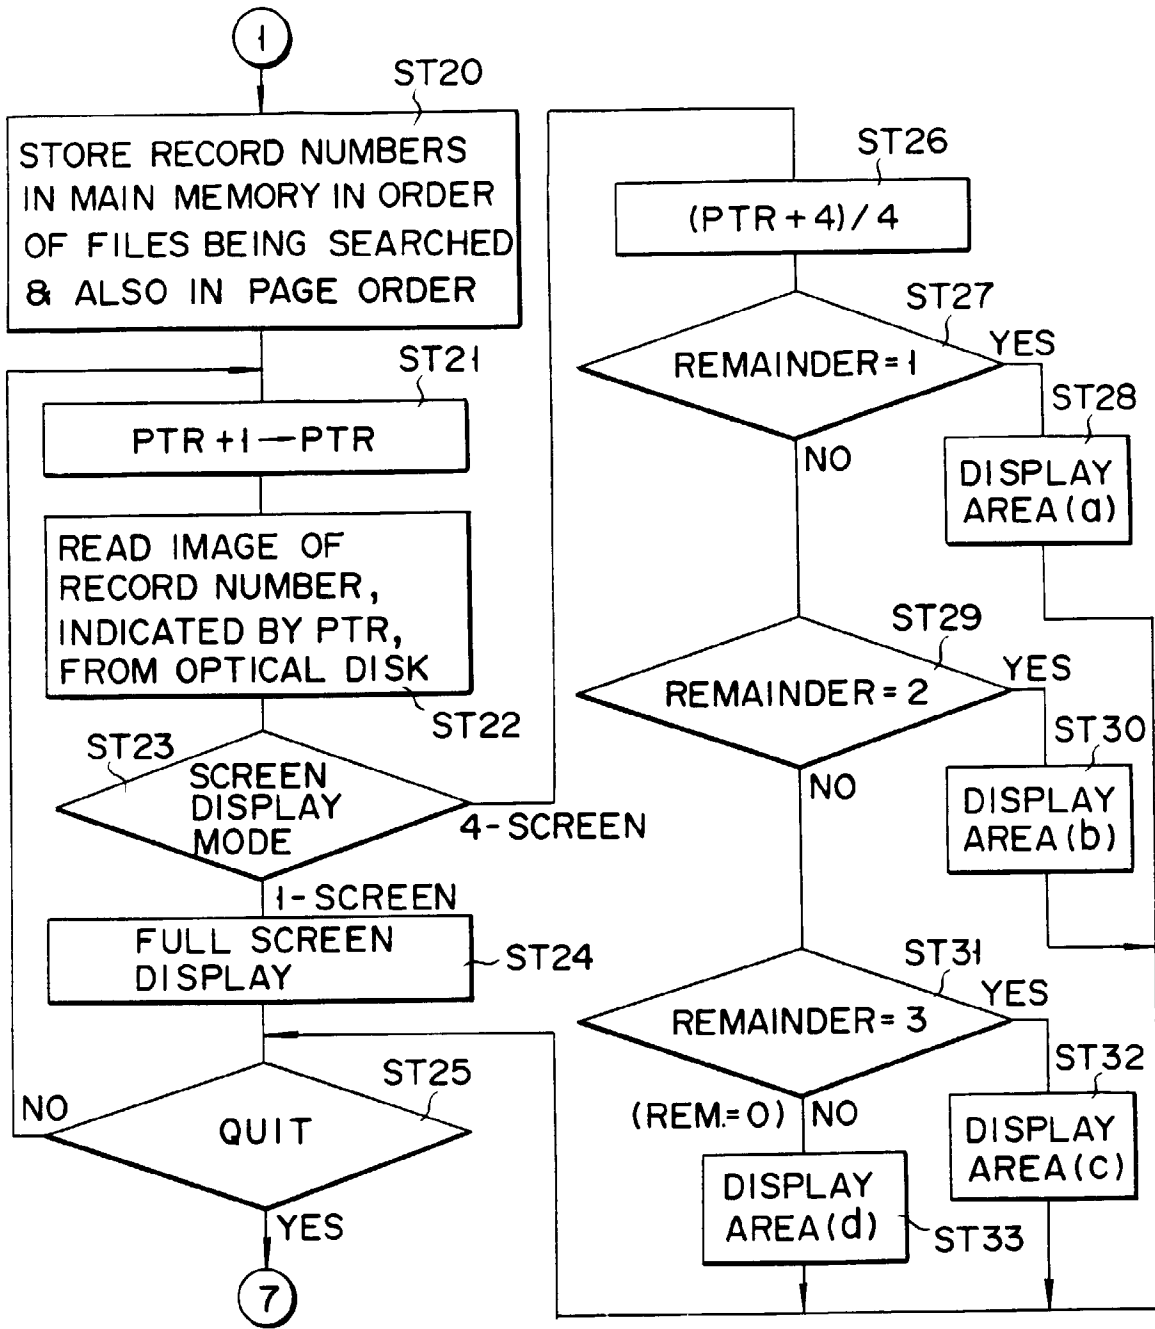 1
ST20
STORE RECORD NUMBERS
IN MAIN MEMORY IN ORDER
OF FILES BEING SEARCHED
& ALSO IN PAGE ORDER
ST21
PTR+1—PTR
READ IMAGE OF
RECORD NUMBER,
INDICATED BY PTR,
FROM OPTICAL DISK
ST22
ST23
SCREEN
DISPLAY
MODE
4-SCREEN
1-SCREEN
FULL SCREEN
DISPLAY
ST24
ST25
NO
QUIT
YES
7
ST26
(PTR+4)/4
ST27
REMAINDER=1
YES
NO
ST28
DISPLAY
AREA(a)
ST29
REMAINDER=2
YES
NO
ST30
DISPLAY
AREA(b)
ST31
REMAINDER=3
YES
(REM.=0)
NO
ST32
DISPLAY
AREA(c)
DISPLAY
AREA(d)
ST33